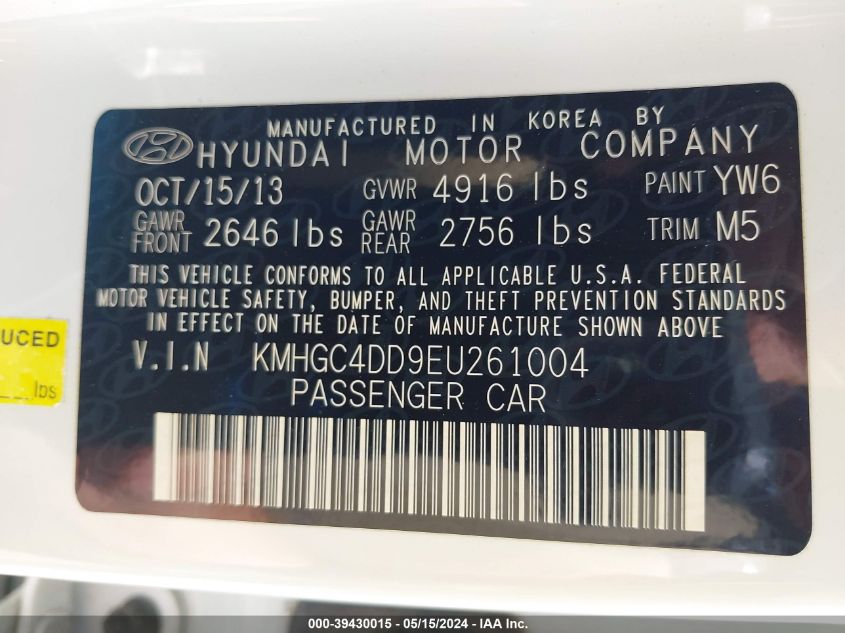 MANUFACTURED IN KOREA BY
HYUNDAI MOTOR COMPANY
OCT/15/13 GVWR 4916 lbs PAINT YW6
GAWR FRONT 2646 lbs GAWR REAR 2756 lbs TRIM M5
THIS VEHICLE CONFORMS TO ALL APPLICABLE U.S.A. FEDERAL
MOTOR VEHICLE SAFETY, BUMPER, AND THEFT PREVENTION STANDARDS
IN EFFECT ON THE DATE OF MANUFACTURE SHOWN ABOVE
V.I.N KMHGC4DD9EU261004
PASSENGER CAR
UCED
lbs
000-39430015 - 05/15/2024 - IAA Inc.